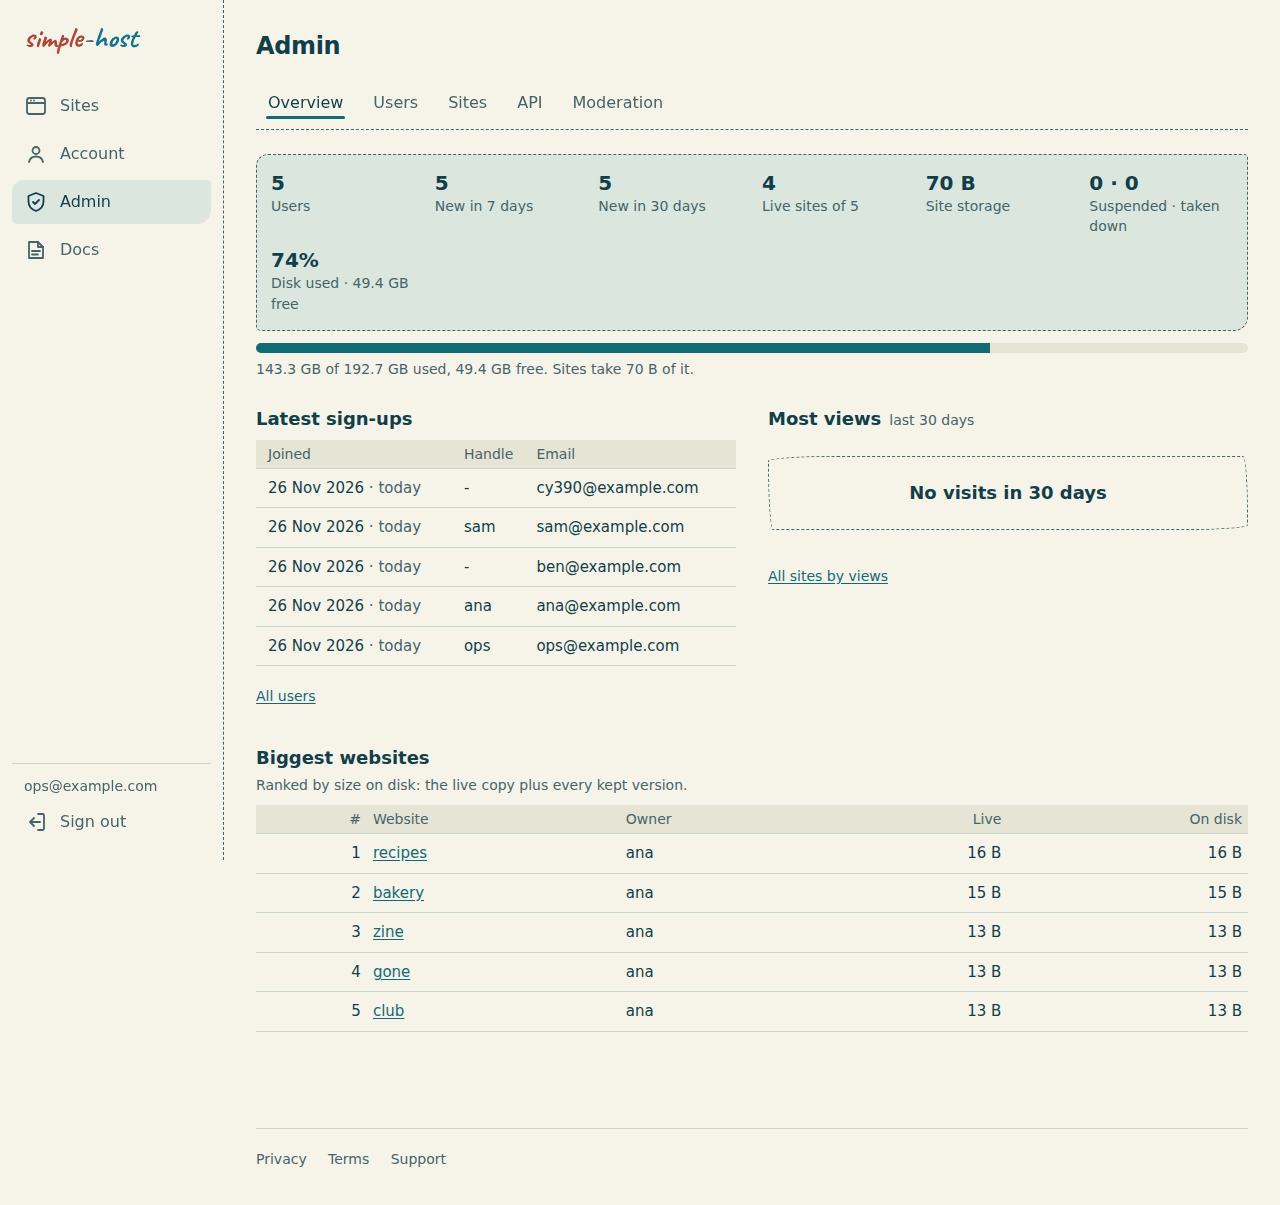 simple-host
Sites
Account
Admin
Docs
ops@example.com
Sign out
Admin
Overview Users Sites API Moderation
5 5 5 4 70 B 0 · 0
Users New in 7 days New in 30 days Live sites of 5 Site storage Suspended · taken
down
74%
Disk used · 49.4 GB
free
143.3 GB of 192.7 GB used, 49.4 GB free. Sites take 70 B of it.
Latest sign-ups
Joined Handle Email
26 Nov 2026 · today - cy390@example.com
26 Nov 2026 · today sam sam@example.com
26 Nov 2026 · today - ben@example.com
26 Nov 2026 · today ana ana@example.com
26 Nov 2026 · today ops ops@example.com
All users
Most views last 30 days
No visits in 30 days
All sites by views
Biggest websites
Ranked by size on disk: the live copy plus every kept version.
# Website Owner Live On disk
1 recipes ana 16 B 16 B
2 bakery ana 15 B 15 B
3 zine ana 13 B 13 B
4 gone ana 13 B 13 B
5 club ana 13 B 13 B
Privacy Terms Support